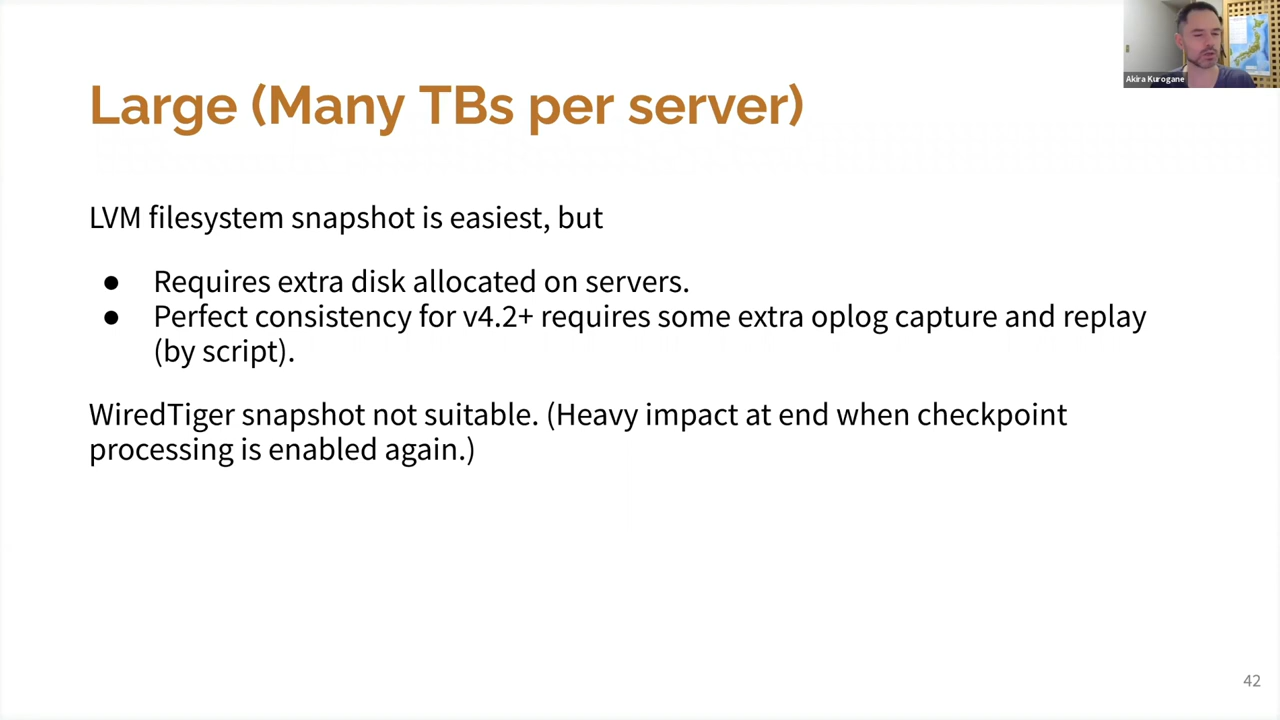 Akira Kurogane
Large (Many TBs per server)
LVM filesystem snapshot is easiest, but
● Requires extra disk allocated on servers.
● Perfect consistency for v4.2+ requires some extra oplog capture and replay
(by script).
WiredTiger snapshot not suitable. (Heavy impact at end when checkpoint
processing is enabled again.)
42